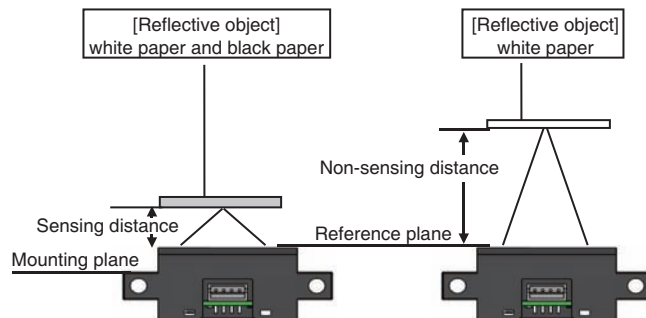 [Reflective object]
white paper and black paper
[Reflective object]
white paper
Non-sensing distance
Sensing distance
Reference plane
Mounting plane